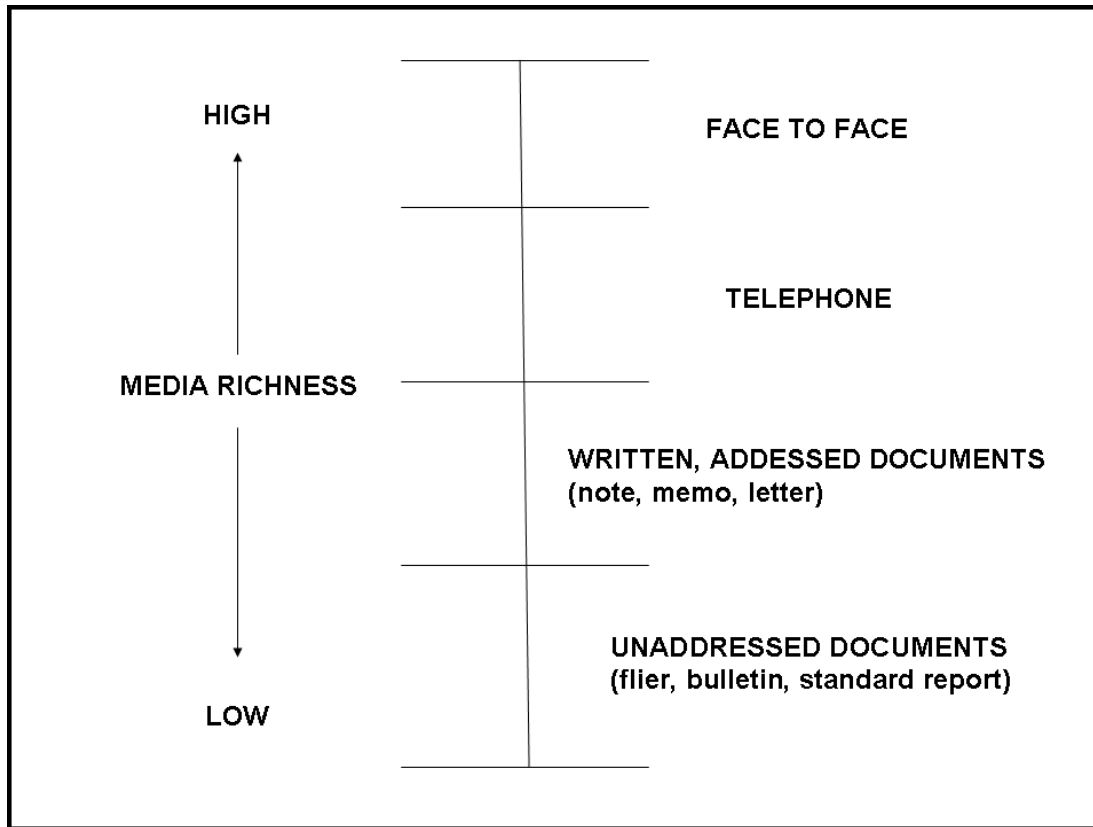 HIGH
FACE TO FACE
TELEPHONE
MEDIA RICHNESS
WRITTEN, ADDESSED DOCUMENTS
(note, memo, letter)
UNADDRESSED DOCUMENTS
(flier, bulletin, standard report)
LOW